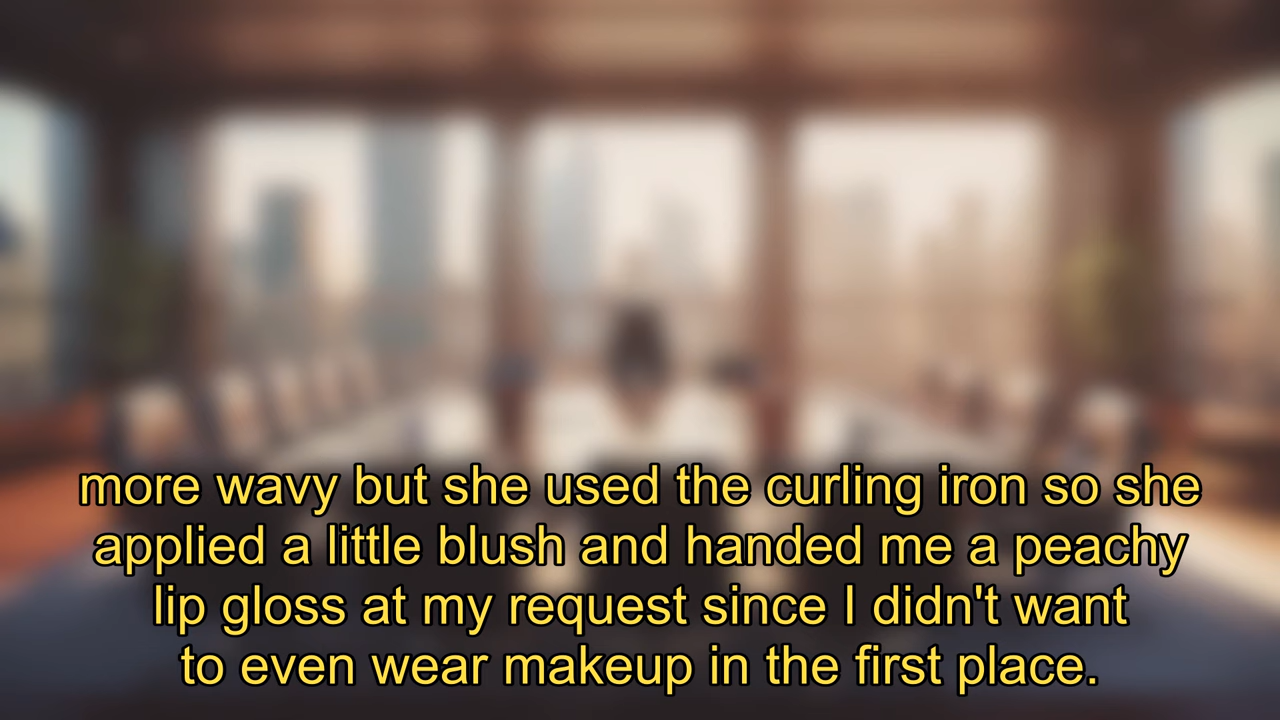 more wavy but she used the curling iron so she
applied a little blush and handed me a peachy
lip gloss at my request since I didn't want
to even wear makeup in the first place.